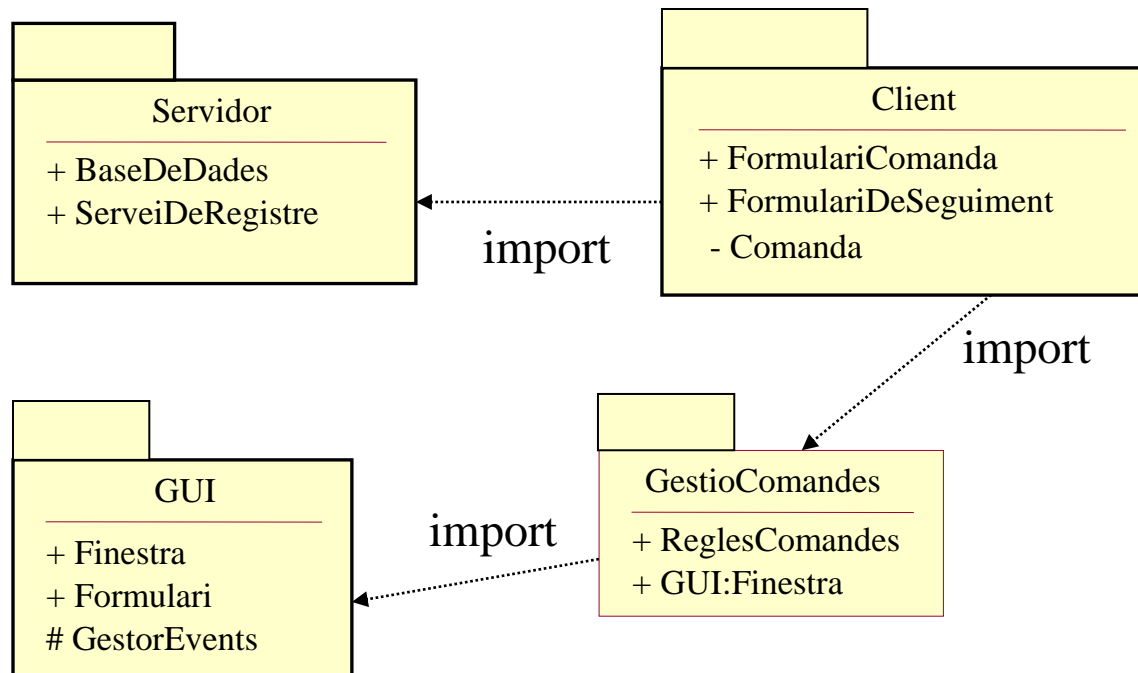 Servidor
+ BaseDeDades
+ ServeiDeRegistre
import
Client
+ FormulariComanda
+ FormulariDeSeguiment
- Comanda
import
GUI
+ Finestra
+ Formulari
# GestorEvents
import
GestioComandes
+ ReglesComandes
+ GUI:Finestra